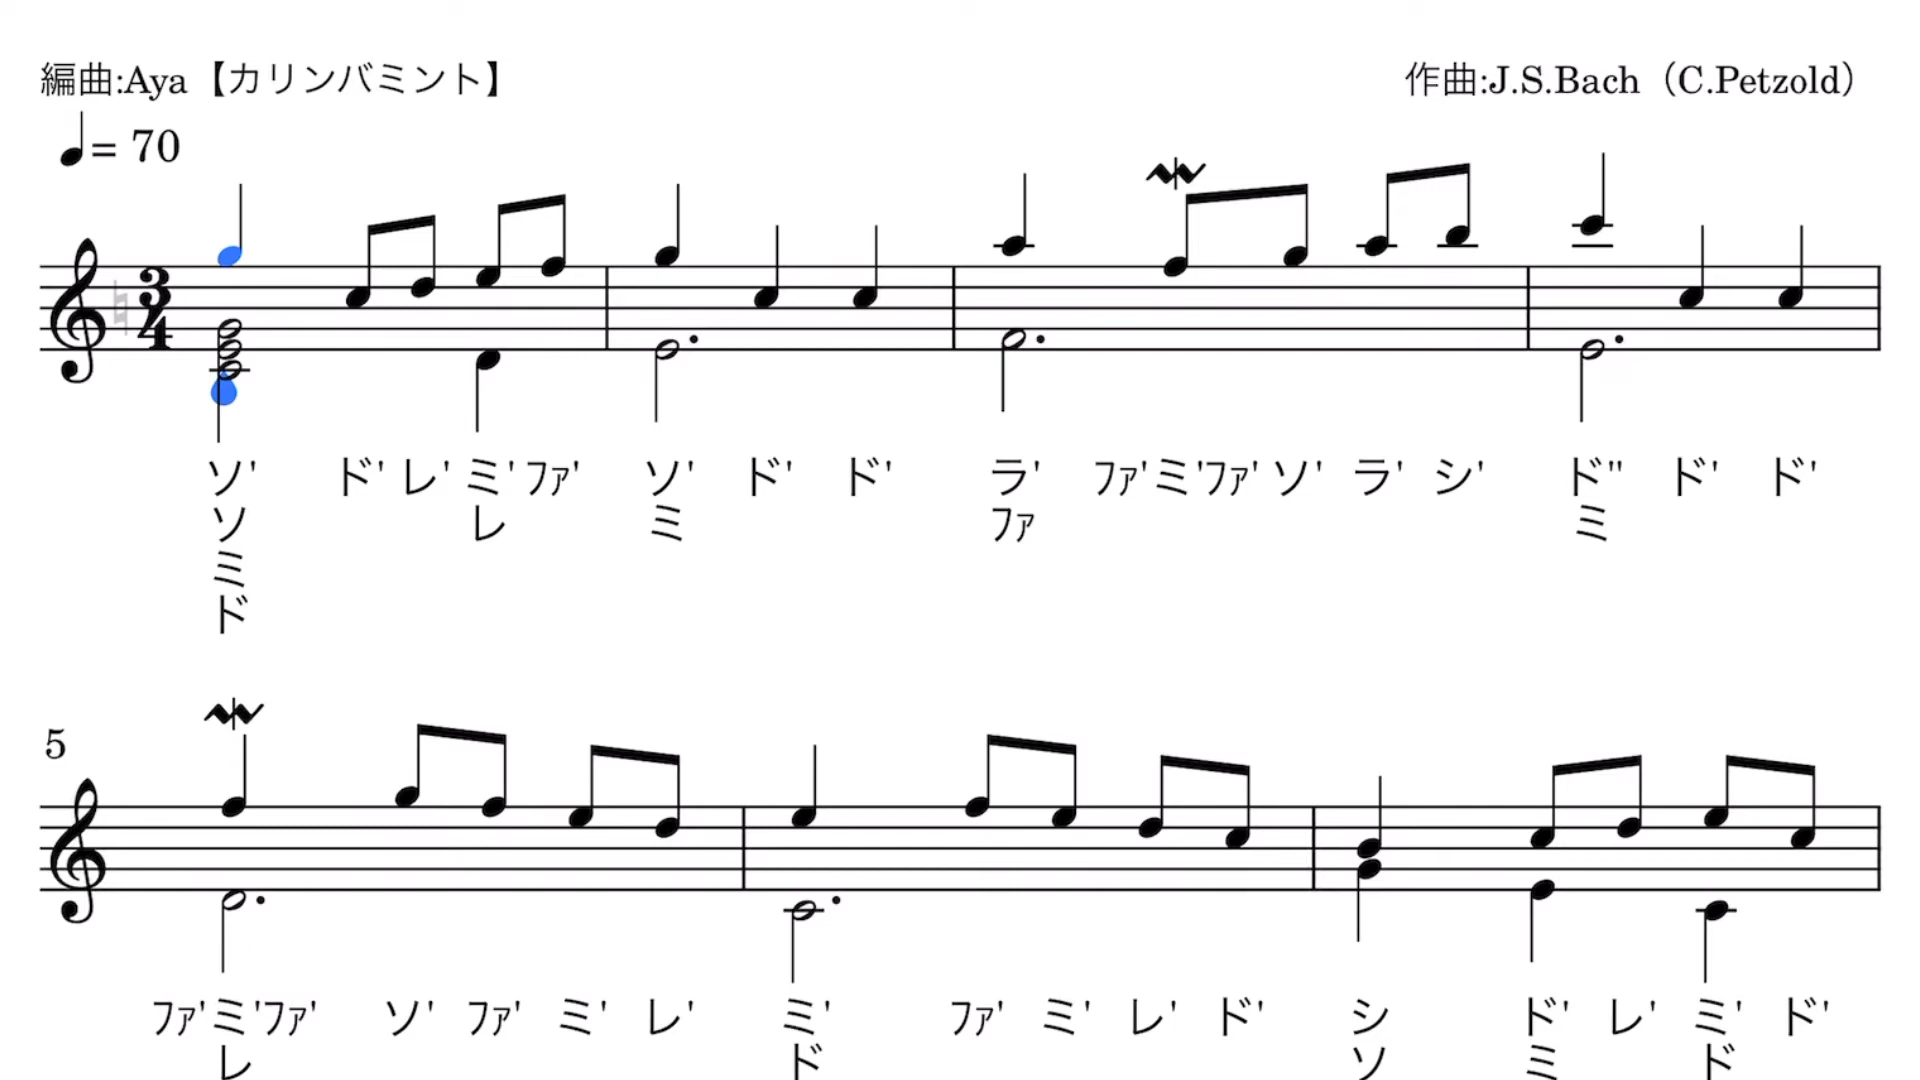 編曲:Aya【カリンバミント】 作曲:J.S.Bach（C.Petzold）
= 70
3
4
ソ' ド' レ' ミ' ファ' ソ' ド' ド' ラ' ファ'ミ'ファ' ソ' ラ' シ' ド'' ド' ド'
ソ レ ミ ファ ミ
ミ
ド
5
ファ'ミ'ファ' ソ' ファ' ミ' レ' ミ' ファ' ミ' レ' ド' シ ド' レ' ミ' ド'
レ ド ソ ミ ド